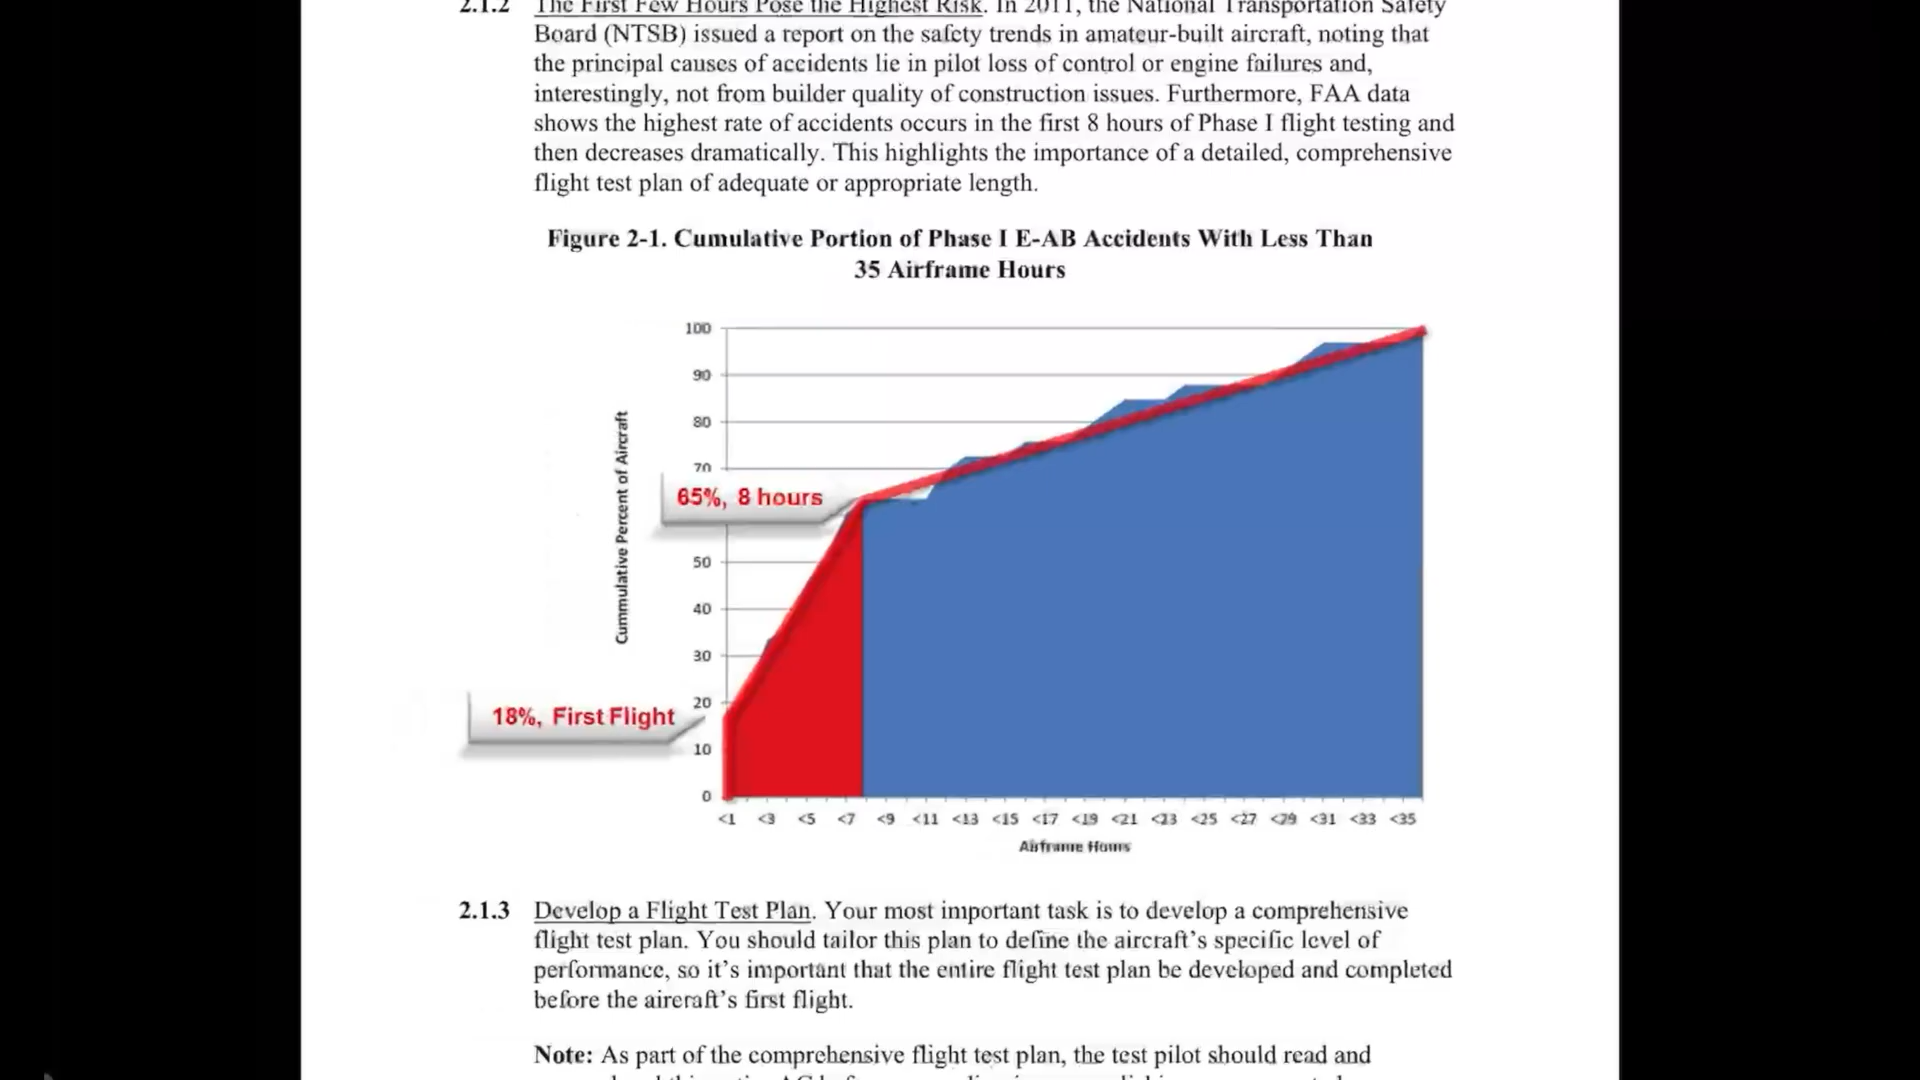 2.1.2 The First Few Hours Pose the Highest Risk. In 2011, the National Transportation Safety
Board (NTSB) issued a report on the safety trends in amateur-built aircraft, noting that
the principal causes of accidents lie in pilot loss of control or engine failures and,
interestingly, not from builder quality of construction issues. Furthermore, FAA data
shows the highest rate of accidents occurs in the first 8 hours of Phase I flight testing and
then decreases dramatically. This highlights the importance of a detailed, comprehensive
flight test plan of adequate or appropriate length.
Figure 2-1. Cumulative Portion of Phase I E-AB Accidents With Less Than
35 Airframe Hours
Cummulative Percent of Aircraft
100
90
80
70
65%, 8 hours
50
40
30
20
18%, First Flight
10
0
<1 <3 <5 <7 <9 <11 <13 <15 <17 <19 <21 <23 <25 <27 <29 <31 <33 <35
Airframe Hours
2.1.3 Develop a Flight Test Plan. Your most important task is to develop a comprehensive
flight test plan. You should tailor this plan to define the aircraft's specific level of
performance, so it's important that the entire flight test plan be developed and completed
before the aircraft's first flight.
Note: As part of the comprehensive flight test plan, the test pilot should read and